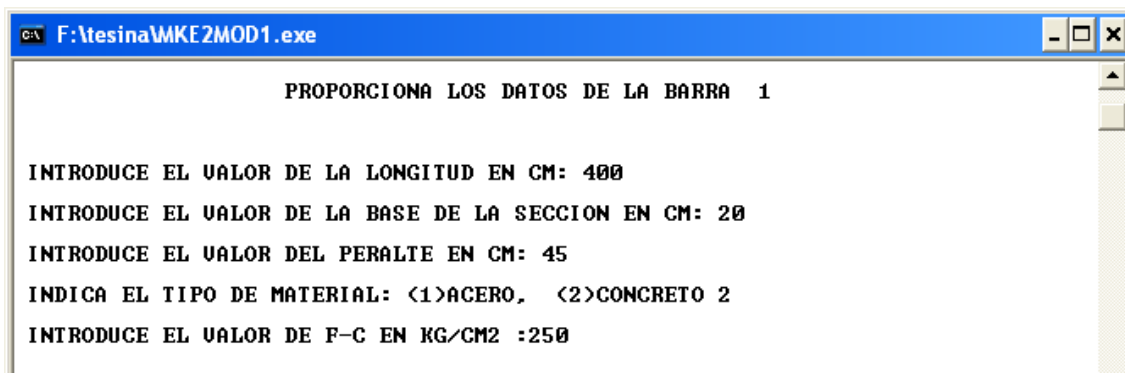 F:\tesina\MKE2MOD1.exe
PROPORCIONA LOS DATOS DE LA BARRA 1
INTRODUCE EL VALOR DE LA LONGITUD EN CM: 400
INTRODUCE EL VALOR DE LA BASE DE LA SECCION EN CM: 20
INTRODUCE EL VALOR DEL PERALTE EN CM: 45
INDICA EL TIPO DE MATERIAL: (1)ACERO, (2)CONCRETO 2
INTRODUCE EL VALOR DE F-C EN KG/CM2 :250